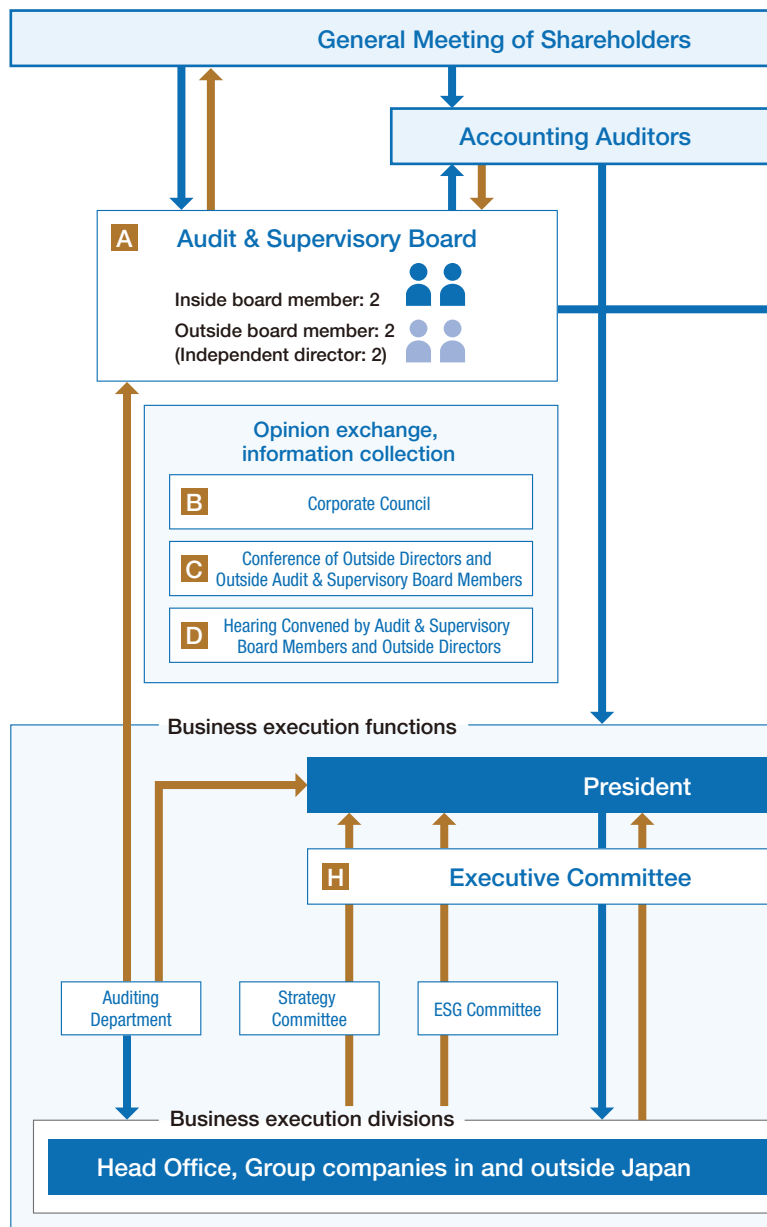 General Meeting of Shareholders
Accounting Auditors
A Audit & Supervisory Board
Inside board member: 2
Outside board member: 2
(Independent director: 2)
Opinion exchange,
information collection
B Corporate Council
C Conference of Outside Directors and
Outside Audit & Supervisory Board Members
D Hearing Convened by Audit & Supervisory
Board Members and Outside Directors
Business execution functions
President
H Executive Committee
Auditing
Department
Strategy
Committee
ESG Committee
Business execution divisions
Head Office, Group companies in and outside Japan